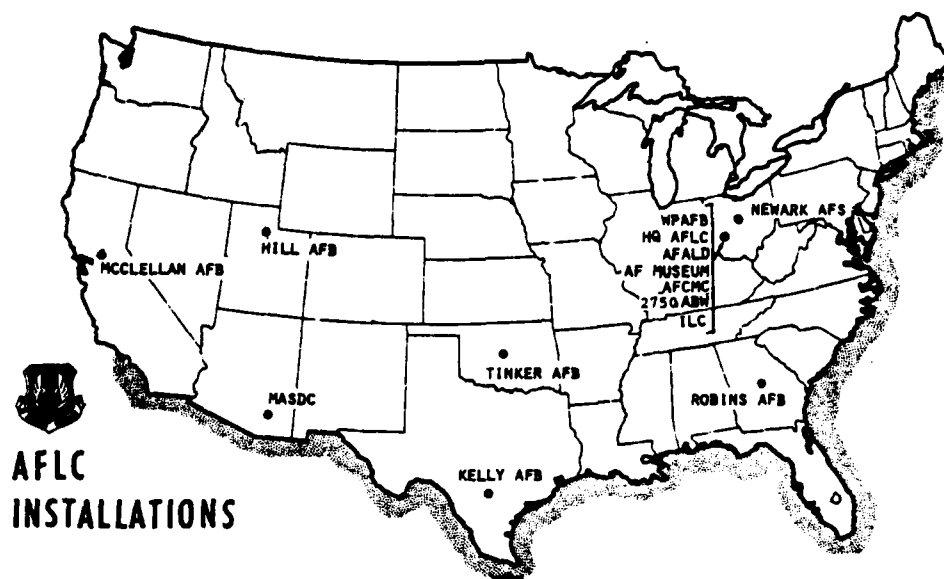 WPAFB
HQ AFLC
AFALD
AF MUSEUM
AFCMC
2750 ABW
ILC
NEWARK AFS
HILL AFB
MCCLELLAN AFB
TINKER AFB
MASDC
ROBINS AFB
KELLY AFB
AFLC
INSTALLATIONS